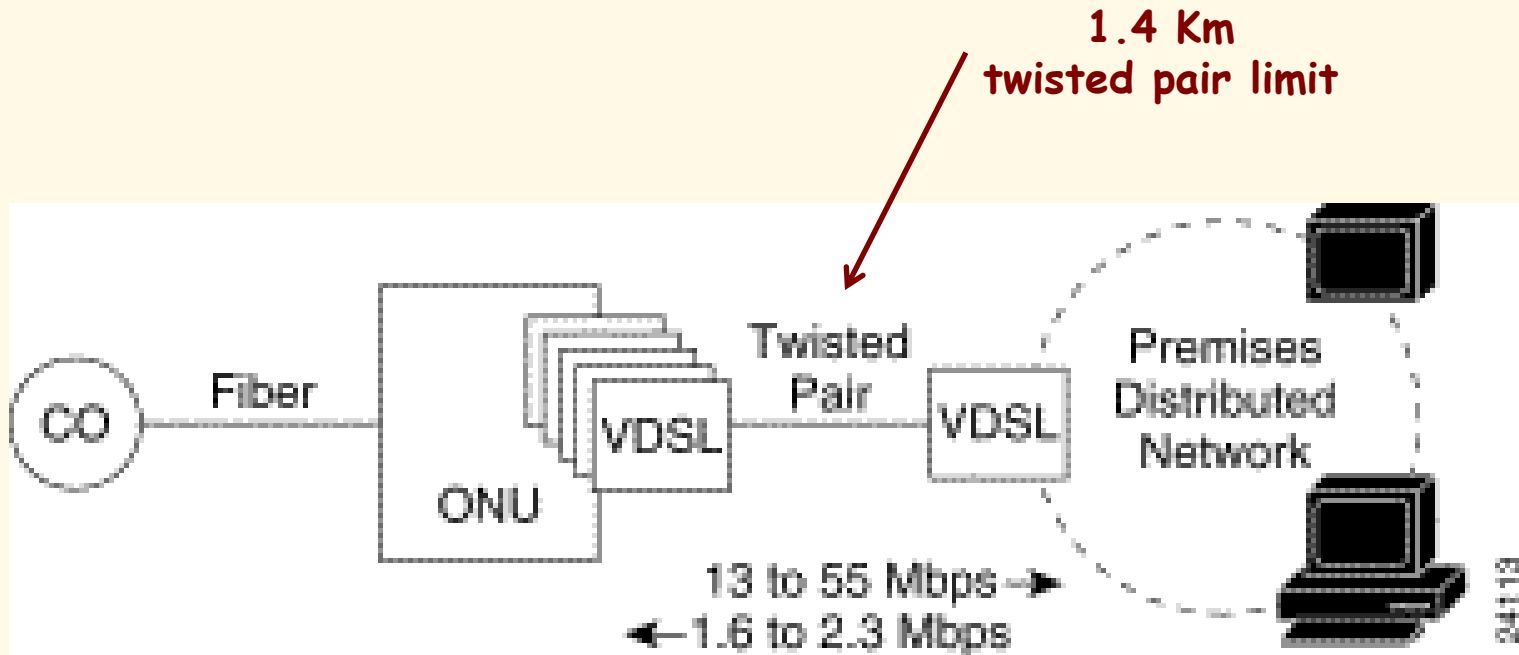 1.4 Km
twisted pair limit
CO
Fiber
ONU
VDSL
Twisted
Pair
VDSL
Premises
Distributed
Network
13 to 55 Mbps
1.6 to 2.3 Mbps
24113